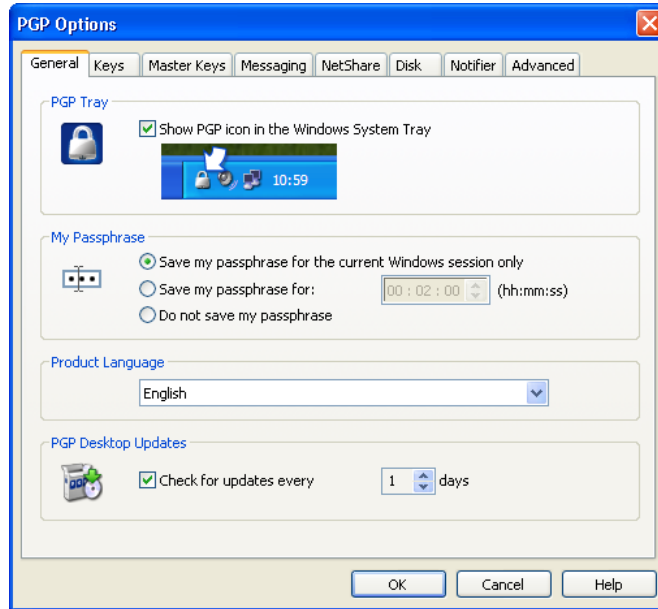 PGP Options
General Keys Master Keys Messaging NetShare Disk Notifier Advanced
PGP Tray
Show PGP icon in the Windows System Tray
10:59
My Passphrase
Save my passphrase for the current Windows session only
Save my passphrase for: 00 : 02 : 00 (hh:mm:ss)
Do not save my passphrase
Product Language
English
PGP Desktop Updates
Check for updates every 1 days
OK Cancel Help